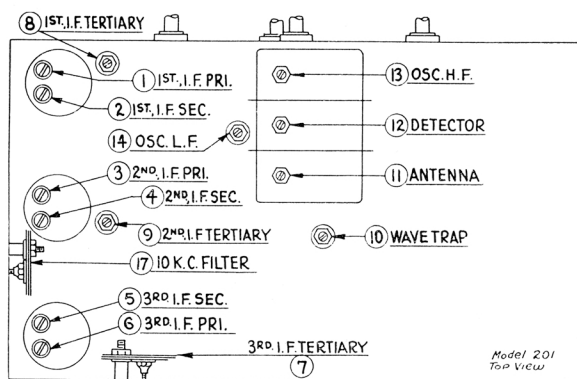 8 1ST. I.F. TERTIARY
1 1ST. I.F. PRI.
13 OSC. H.F.
2 1ST. I.F. SEC.
12 DETECTOR
14 OSC. L.F.
3 2ND. I.F. PRI.
11 ANTENNA
4 2ND. I.F. SEC.
9 2ND. I.F. TERTIARY
10 WAVE TRAP
17 10 K.C. FILTER
5 3RD. I.F. SEC.
6 3RD. I.F. PRI.
3RD. I.F. TERTIARY
7
Model 201
Top View